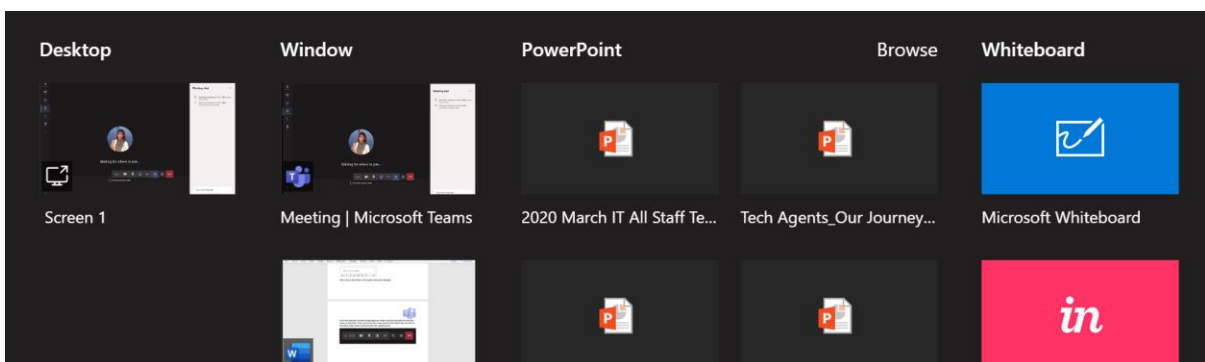 Desktop
Window
PowerPoint
Browse
Whiteboard
Screen 1
Meeting | Microsoft Teams
2020 March IT All Staff Te...
Tech Agents_Our Journey...
Microsoft Whiteboard
in